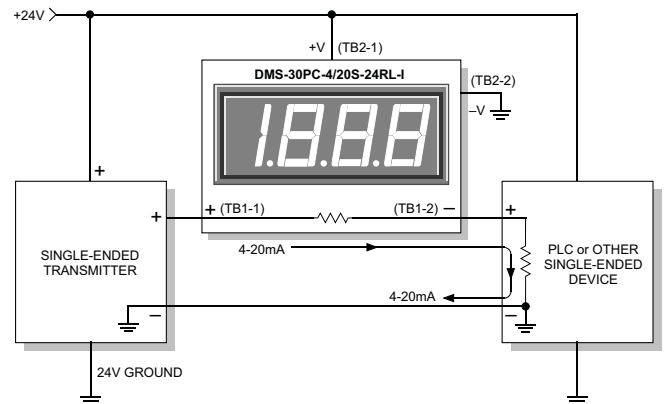 +24V
+V (TB2-1)
DMS-30PC-4/20S-24RL-I
(TB2-2)
–V
1.8.8.8
+
+
+ (TB1-1)
(TB1-2) –
+
SINGLE-ENDED
TRANSMITTER
4-20mA
PLC or OTHER
SINGLE-ENDED
DEVICE
4-20mA
–
–
24V GROUND